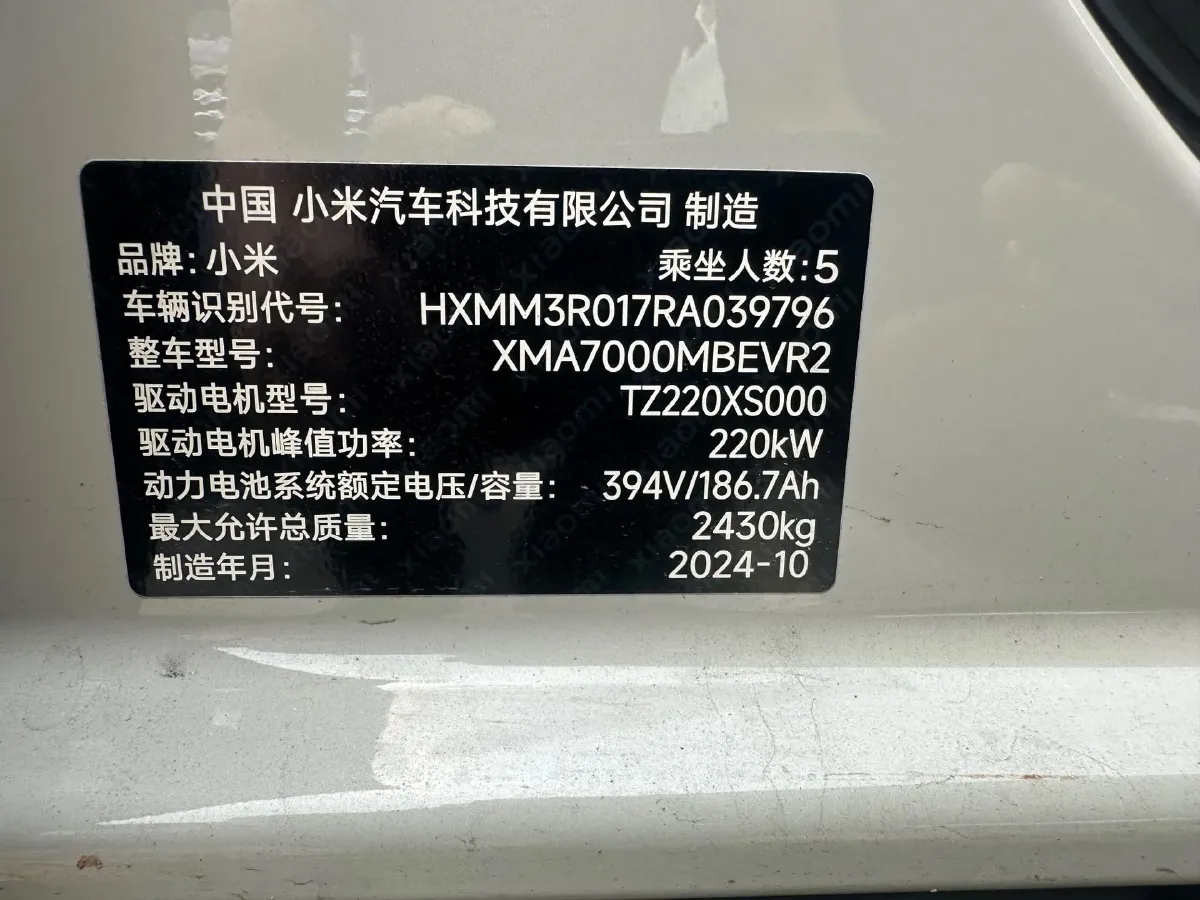 中国 小米汽车科技有限公司 制造
品牌: 小米 乘坐人数: 5
车辆识别代号: HXMM3R017RA039796
整车型号: XMA7000MBEVR2
驱动电机型号: TZ220XS000
驱动电机峰值功率: 220kW
动力电池系统额定电压/容量: 394V/186.7Ah
最大允许总质量: 2430kg
制造年月: 2024-10